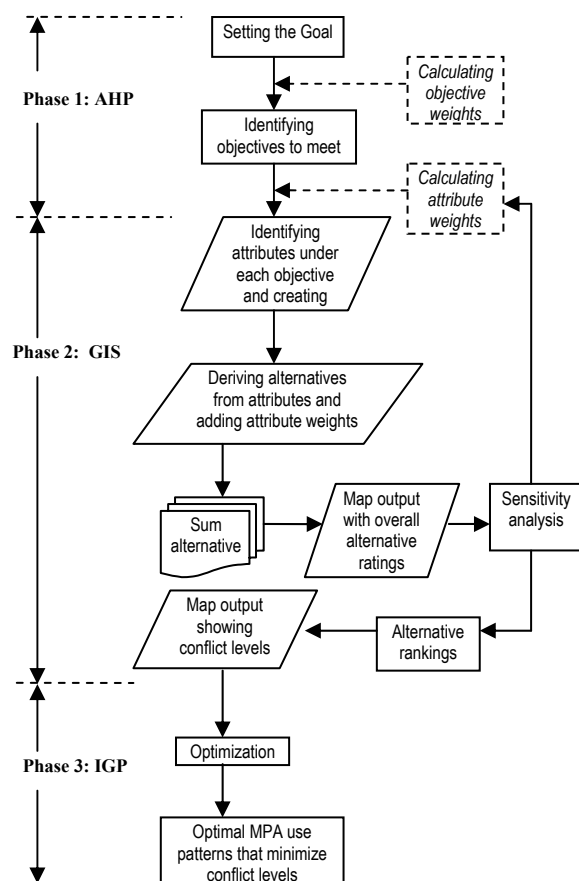 Setting the Goal
Calculating
objective
weights
Phase 1: AHP
Identifying
objectives to meet
Calculating
attribute
weights
Identifying
attributes under
each objective
and creating
Phase 2: GIS
Deriving alternatives
from attributes and
adding attribute weights
Sum
alternative
Map output
with overall
alternative
ratings
Sensitivity
analysis
Map output
showing
conflict levels
Alternative
rankings
Optimization
Phase 3: IGP
Optimal MPA use
patterns that minimize
conflict levels